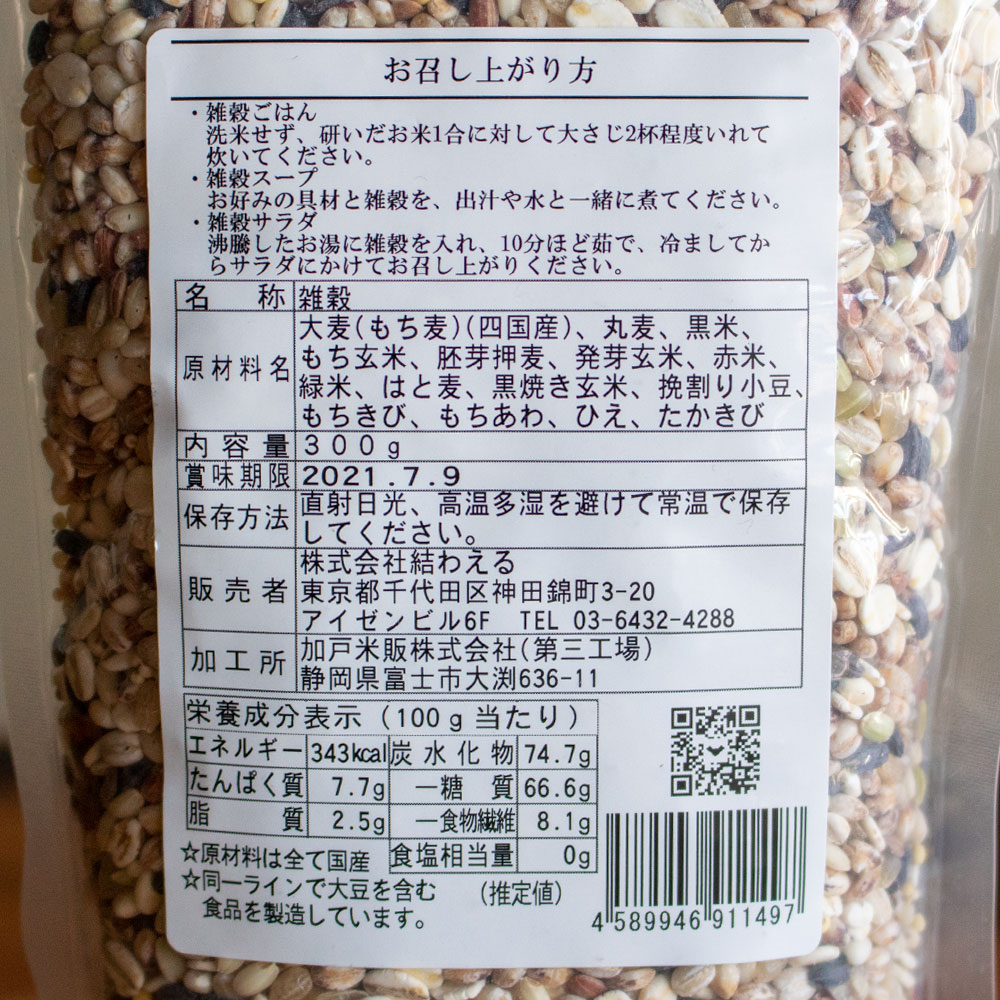 お召し上がり方
・雑穀ごはん
洗米せず、研いだお米1合に対して大さじ2杯程度いれて
炊いてください。
・雑穀スープ
お好みの具材と雑穀を、出汁や水と一緒に煮てください。
・雑穀サラダ
沸騰したお湯に雑穀を入れ、10分ほど茹で、冷ましてか
らサラダにかけてお召し上がりください。
名称 雑穀
原材料名 大麦(もち麦)(四国産)、丸麦、黒米、
もち玄米、胚芽押麦、発芽玄米、赤米、
緑米、はと麦、黒焼き玄米、挽割り小豆、
もちきび、もちあわ、ひえ、たかきび
内容量 300g
賞味期限 2021.7.9
保存方法 直射日光、高温多湿を避けて常温で保存
してください。
販売者 株式会社結わえる
東京都千代田区神田錦町3-20
アイゼンビル6F TEL 03-6432-4288
加工所 加戸米販株式会社(第三工場)
静岡県富士市大渕636-11
栄養成分表示(100g当たり)
エネルギー 343kcal 炭水化物 74.7g
たんぱく質 7.7g ー糖質 66.6g
脂質 2.5g ー食物繊維 8.1g
食塩相当量 0g
☆原材料は全て国産
☆同一ラインで大豆を含む
食品を製造しています。
(推定値)
4 589946 911497